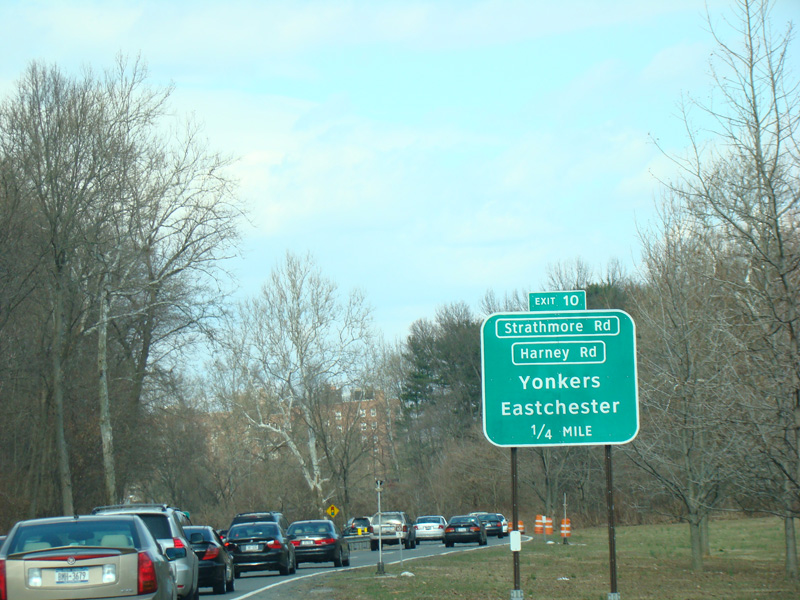 EXIT 10
Strathmore Rd
Harney Rd
Yonkers
Eastchester
1/4 MILE